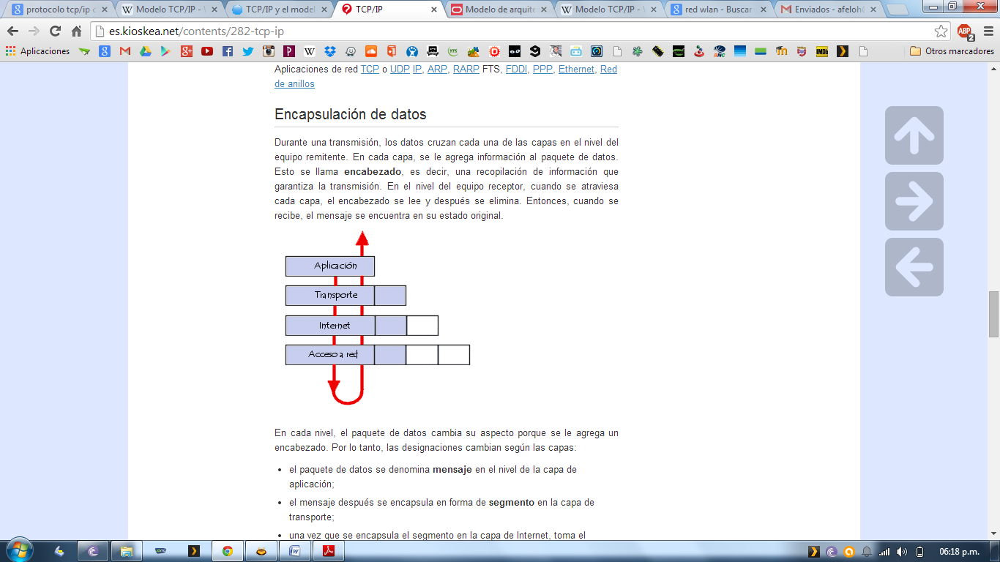 protocolo tcp/ip c
Modelo TCP/IP - W
TCP/IP y el model
TCP/IP
Modelo de arquite
Modelo TCP/IP - W
red wlan - Buscar
Enviados - afeloh@
es.kioskea.net/contents/282-tcp-ip
ABP
2
Aplicaciones
Otros marcadores
Aplicaciones de red TCP o UDP IP, ARP, RARP FTS, FDDI, PPP, Ethernet, Red
de anillos
Encapsulación de datos
Durante una transmisión, los datos cruzan cada una de las capas en el nivel del
equipo remitente. En cada capa, se le agrega información al paquete de datos.
Esto se llama encabezado, es decir, una recopilación de información que
garantiza la transmisión. En el nivel del equipo receptor, cuando se atraviesa
cada capa, el encabezado se lee y después se elimina. Entonces, cuando se
recibe, el mensaje se encuentra en su estado original.
Aplicación
Transporte
Internet
Acceso a red
En cada nivel, el paquete de datos cambia su aspecto porque se le agrega un
encabezado. Por lo tanto, las designaciones cambian según las capas:
• el paquete de datos se denomina mensaje en el nivel de la capa de
aplicación;
• el mensaje después se encapsula en forma de segmento en la capa de
transporte;
• una vez que se encapsula el segmento en la capa de Internet, toma el
06:18 p.m.